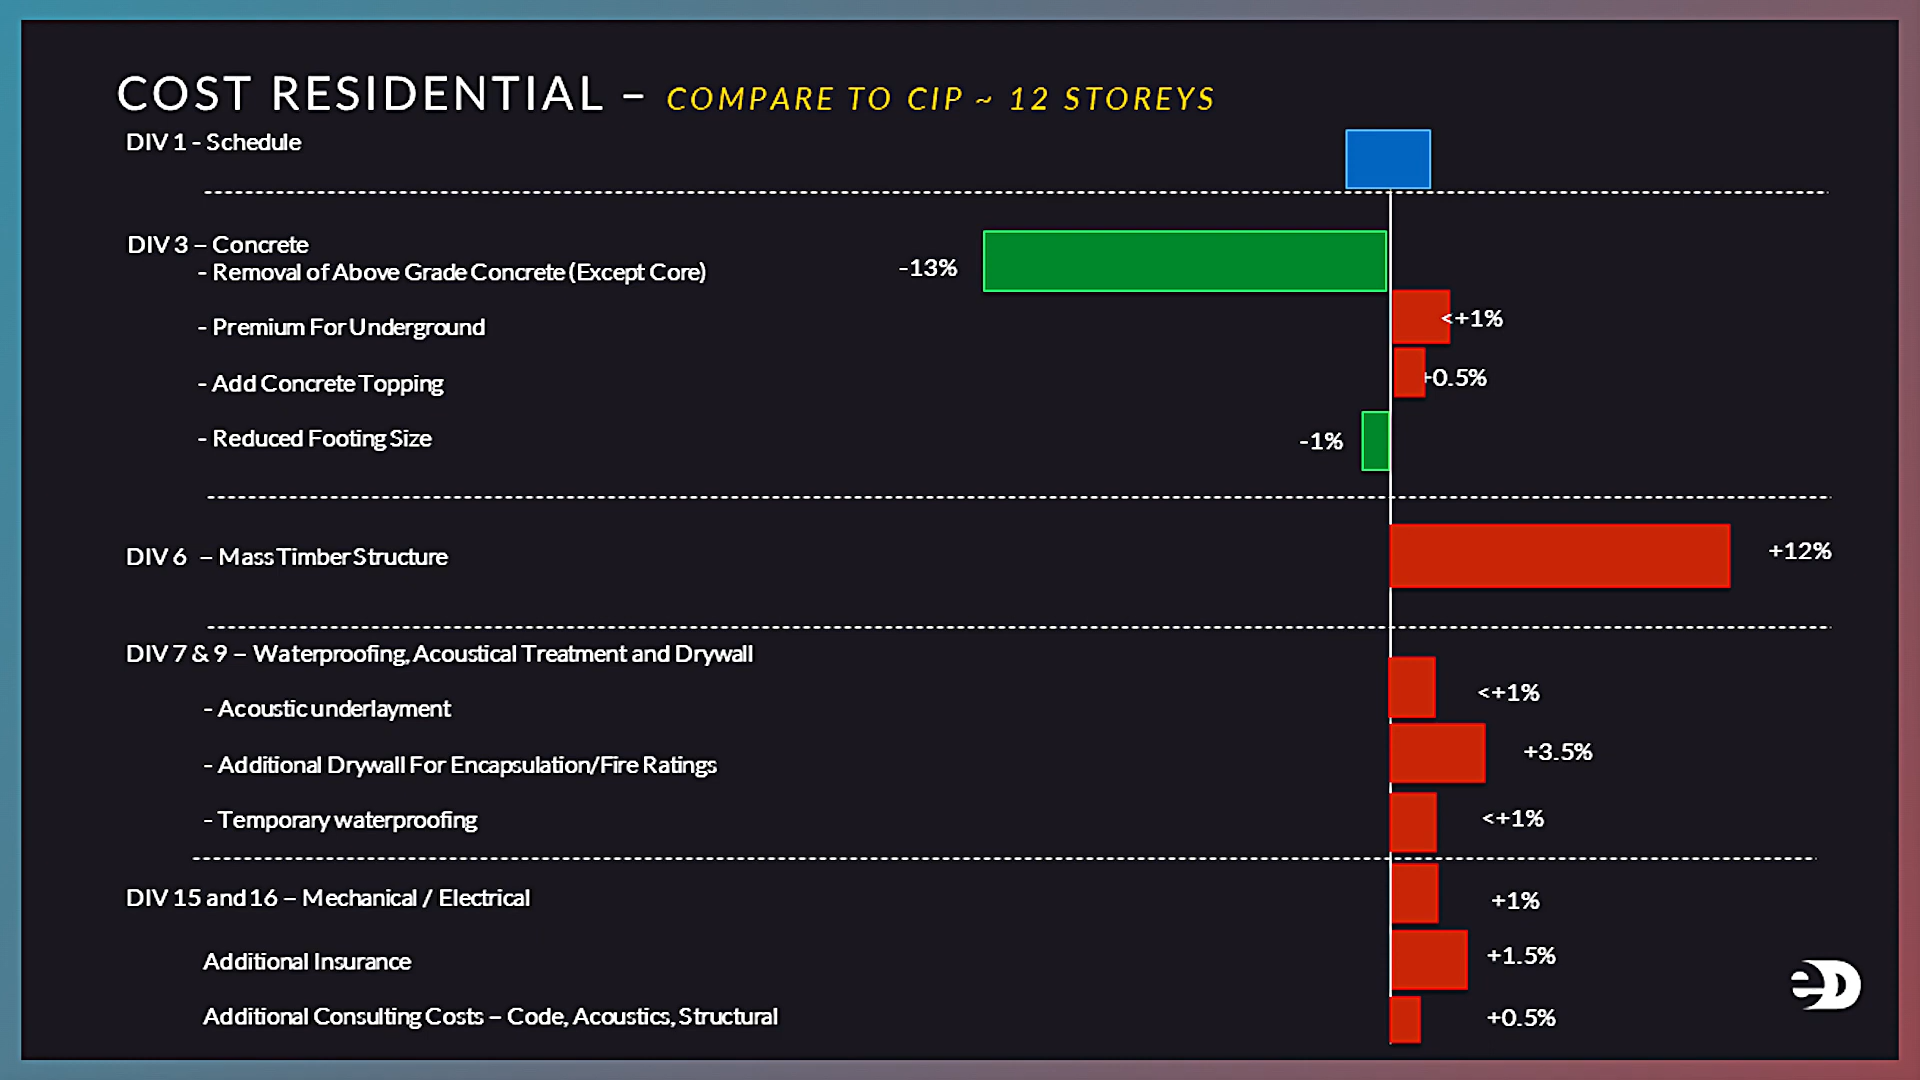 COST RESIDENTIAL – COMPARE TO CIP ~ 12 STOREYS
DIV 1 - Schedule
DIV 3 – Concrete
- Removal of Above Grade Concrete (Except Core) -13%
- Premium For Underground <+1%
- Add Concrete Topping +0.5%
- Reduced Footing Size -1%
DIV 6 – Mass Timber Structure +12%
DIV 7 & 9 – Waterproofing, Acoustical Treatment and Drywall
- Acoustic underlayment <+1%
- Additional Drywall For Encapsulation/Fire Ratings +3.5%
- Temporary waterproofing <+1%
DIV 15 and 16 – Mechanical / Electrical +1%
Additional Insurance +1.5%
Additional Consulting Costs – Code, Acoustics, Structural +0.5%
eD